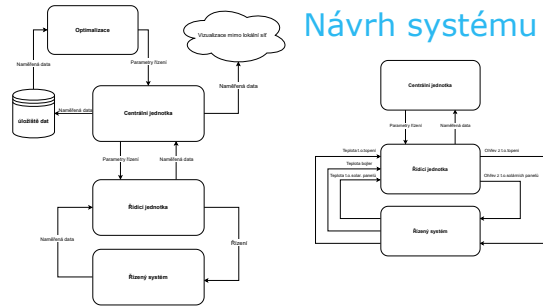 Návrh systému
Optimalizace
Vizualizace mimo lokální síť
Naměřená data
Parametry řízení
Naměřená data
Naměřená data
úložiště dat
Centrální jednotka
Parametry řízení
Naměřená data
Řídící jednotka
Naměřená data
Řízení
Řízený systém
Centrální jednotka
Parametry řízení
Naměřená data
Teplota t.o.topení
Teplota bojler
Teplota t.o.solar. panelů
Řídící jednotka
Ohřev z t.o.topení
Ohřev z t.o.solárních panelů
Řízený systém